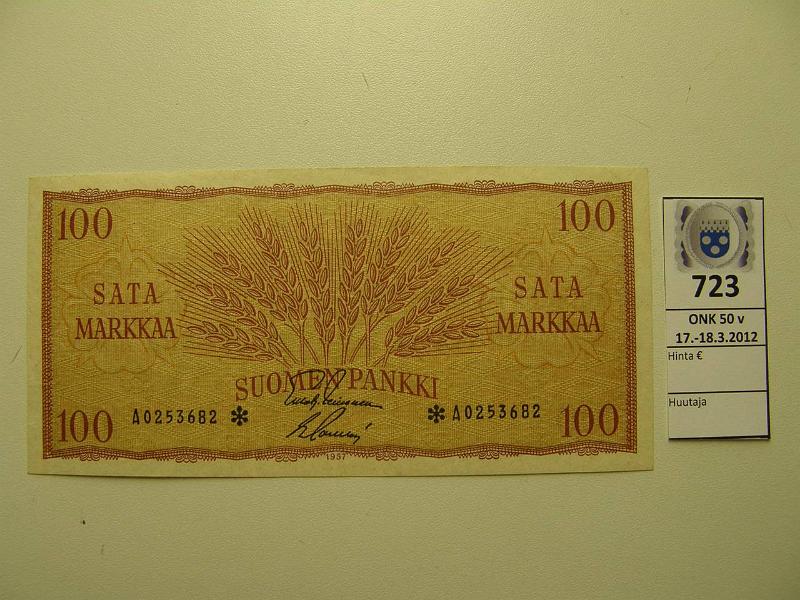 100
100
SATA
MARKKAA
SATA
MARKKAA
SUOMEN PANKKI
100
A0253682 *
* A0253682
100
1957
723
ONK 50 v
17.-18.3.2012
Hinta €
Huutaja